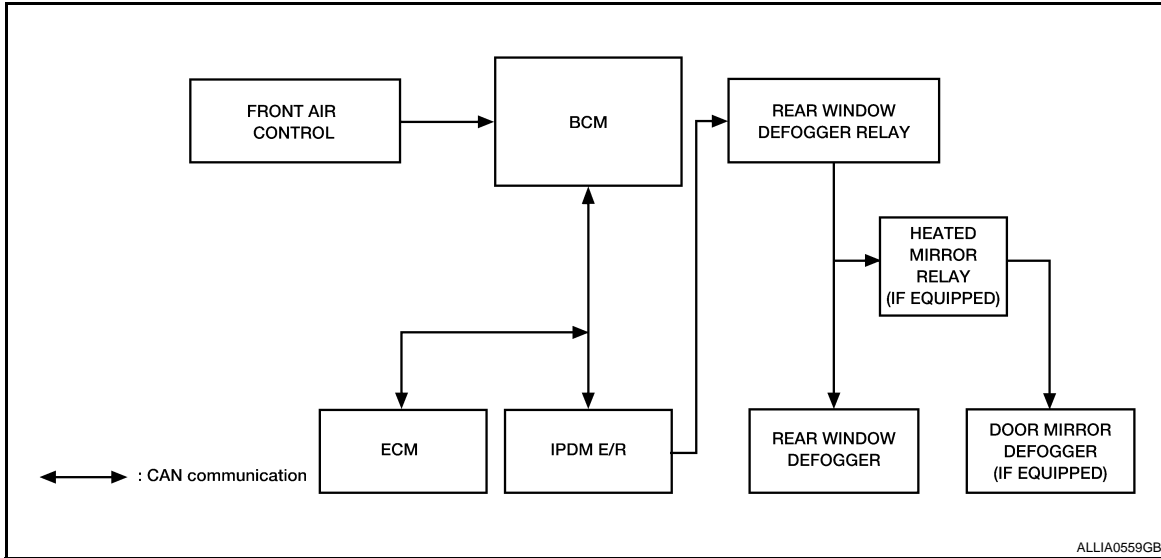 FRONT AIR
CONTROL
BCM
REAR WINDOW
DEFOGGER RELAY
HEATED
MIRROR
RELAY
(IF EQUIPPED)
ECM
IPDM E/R
REAR WINDOW
DEFOGGER
DOOR MIRROR
DEFOGGER
(IF EQUIPPED)
: CAN communication
ALLIA0559GB